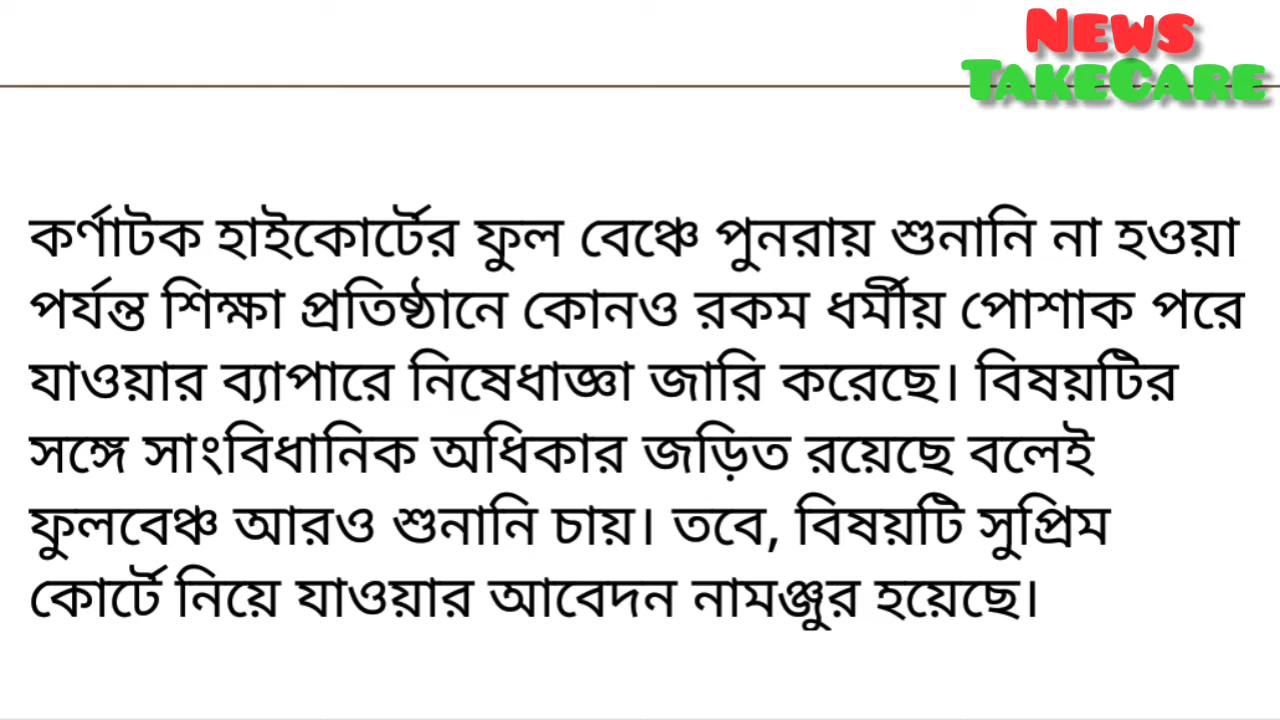 News
TakeCare
কর্ণাটক হাইকোর্টের ফুল বেঞ্চে পুনরায় শুনানি না হওয়া
পর্যন্ত শিক্ষা প্রতিষ্ঠানে কোনও রকম ধর্মীয় পোশাক পরে
যাওয়ার ব্যাপারে নিষেধাজ্ঞা জারি করেছে। বিষয়টির
সঙ্গে সাংবিধানিক অধিকার জড়িত রয়েছে বলেই
ফুলবেঞ্চ আরও শুনানি চায়। তবে, বিষয়টি সুপ্রিম
কোর্টে নিয়ে যাওয়ার আবেদন নামঞ্জুর হয়েছে।